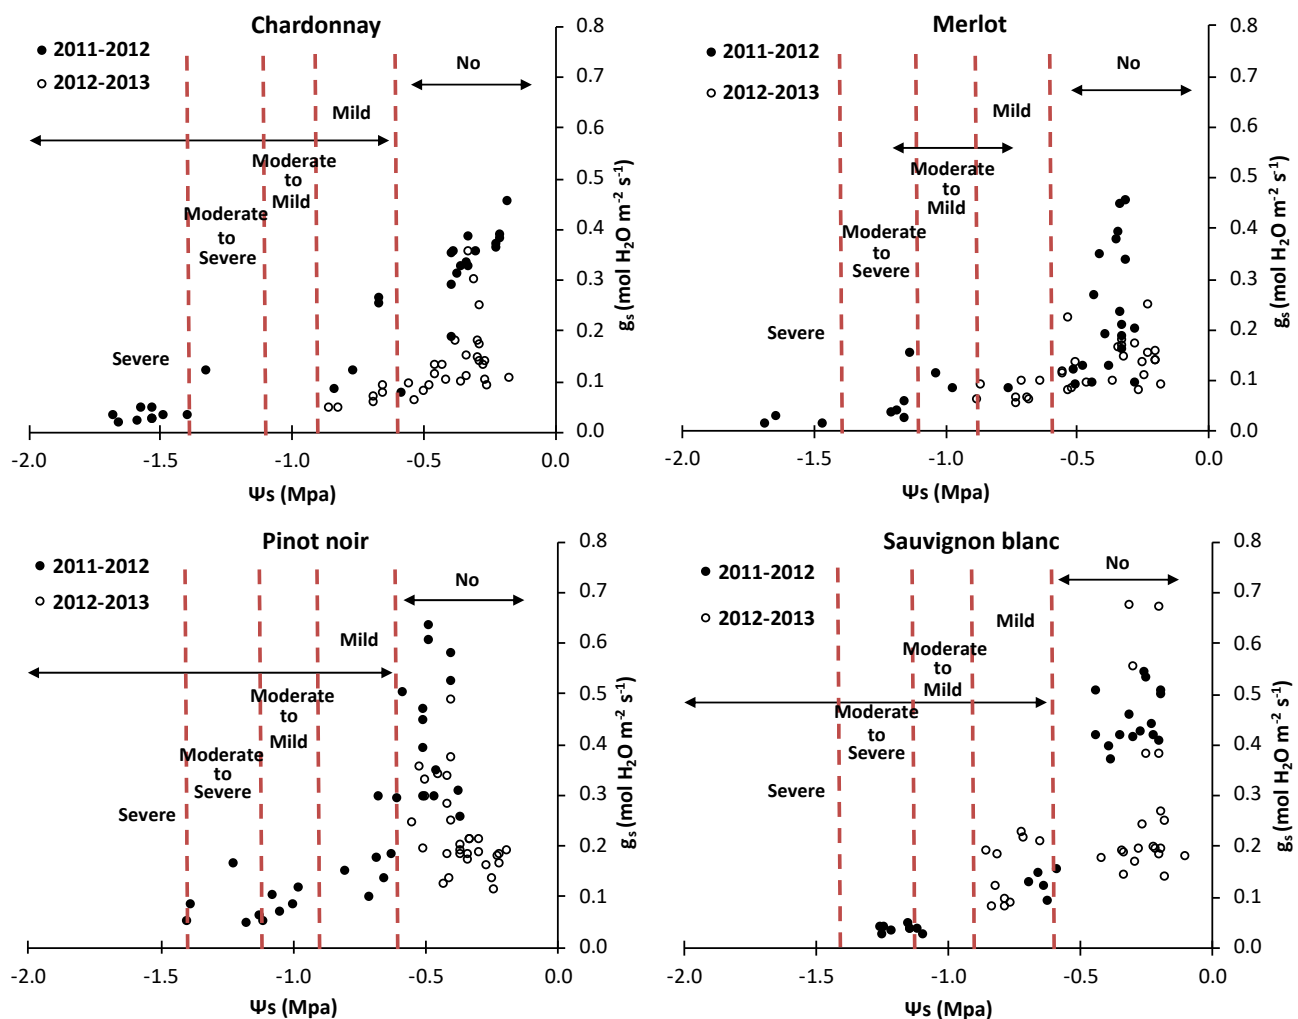 Chardonnay
2011-2012
2012-2013
No
Mild
Moderate
to
Mild
Moderate
to
Severe
Severe
0.8
0.7
0.6
0.5
0.4
0.3
0.2
0.1
0.0
gs (mol H2O m-2 s-1)
-2.0
-1.5
-1.0
-0.5
0.0
Ψs (Mpa)
Merlot
2011-2012
2012-2013
No
Mild
Moderate
to
Mild
Moderate
to
Severe
Severe
0.8
0.7
0.6
0.5
0.4
0.3
0.2
0.1
0.0
gs (mol H2O m-2 s-1)
-2.0
-1.5
-1.0
-0.5
0.0
Ψs (Mpa)
Pinot noir
2011-2012
2012-2013
No
Mild
Moderate
to
Mild
Moderate
to
Severe
Severe
0.8
0.7
0.6
0.5
0.4
0.3
0.2
0.1
0.0
gs (mol H2O m-2 s-1)
-2.0
-1.5
-1.0
-0.5
0.0
Ψs (Mpa)
Sauvignon blanc
2011-2012
2012-2013
No
Mild
Moderate
to
Mild
Moderate
to
Severe
Severe
0.8
0.7
0.6
0.5
0.4
0.3
0.2
0.1
0.0
gs (mol H2O m-2 s-1)
-2.0
-1.5
-1.0
-0.5
0.0
Ψs (Mpa)